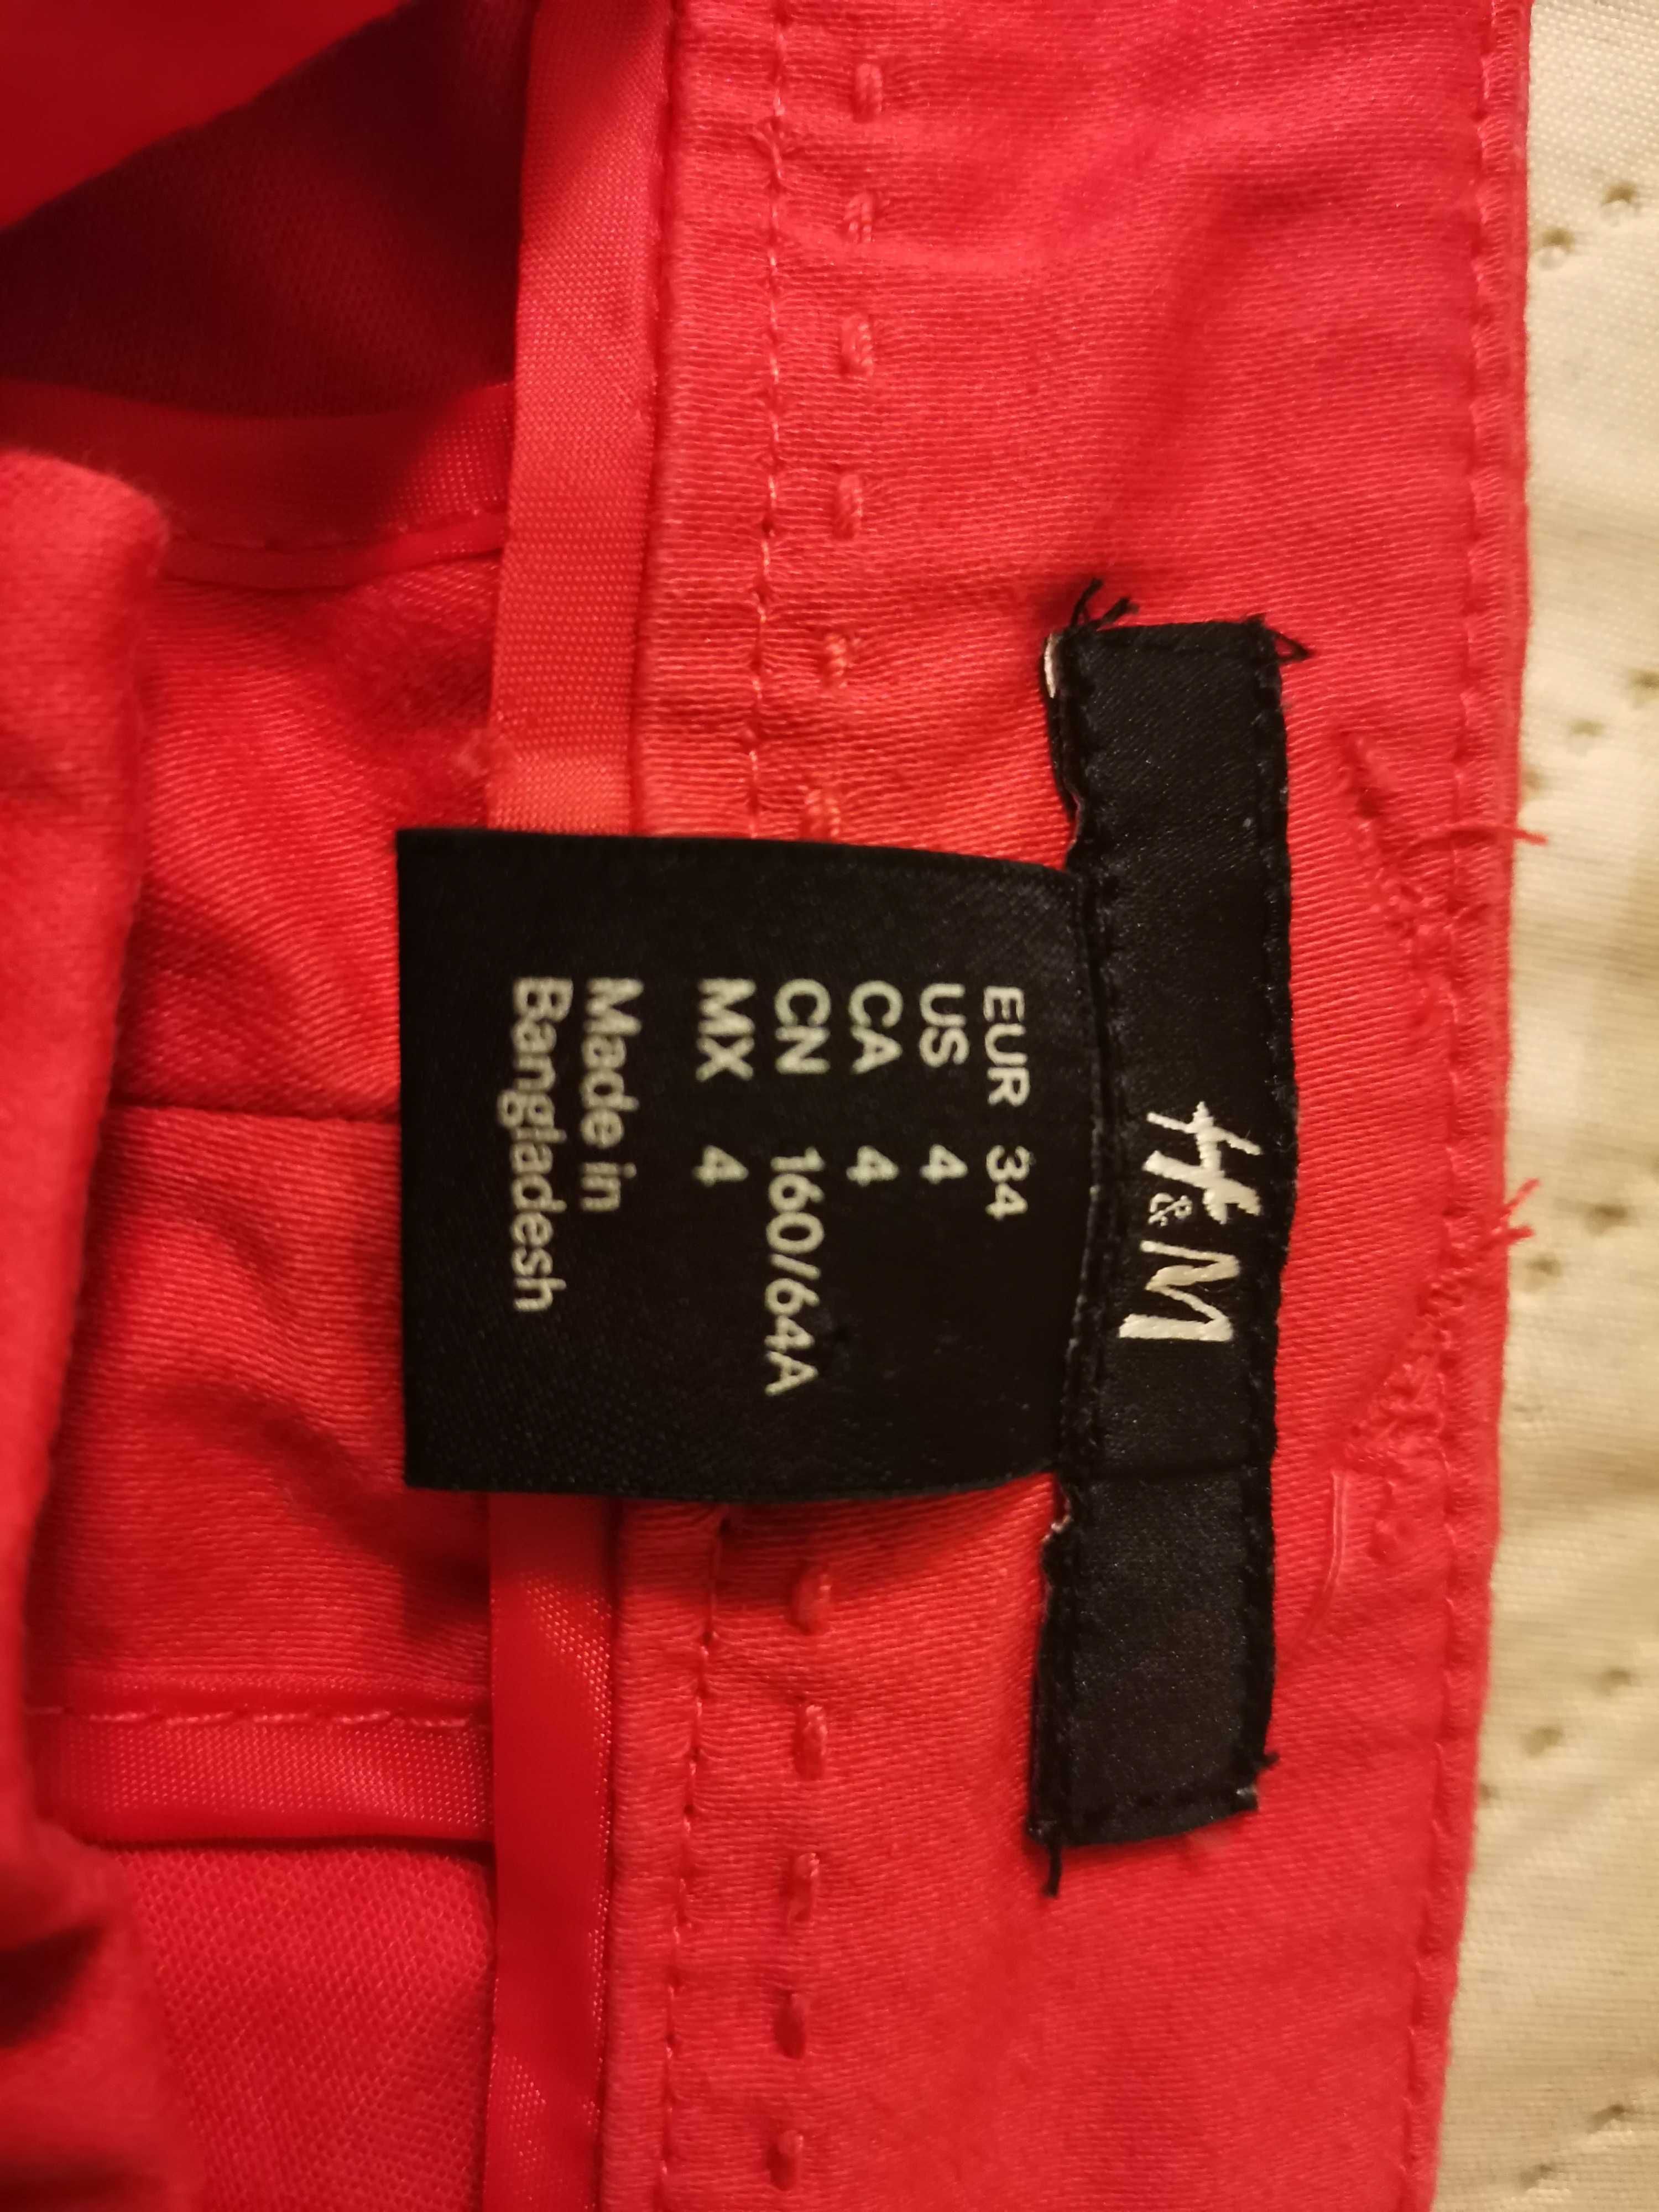 H&M
EUR 34
US 4
CA 4
CN 160/64A
MX 4
Made in
Bangladesh